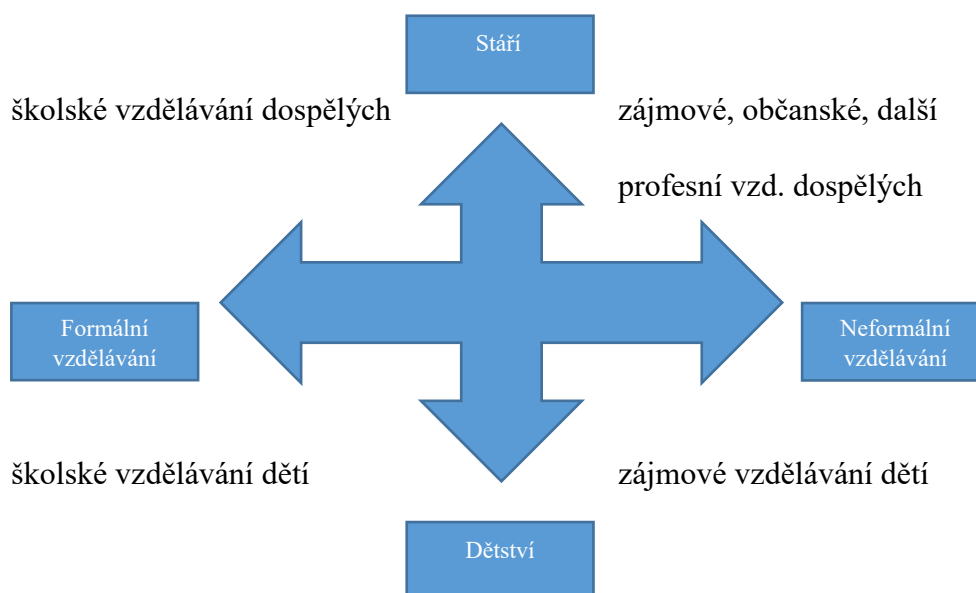 Stáří
školské vzdělávání dospělých
zájmové, občanské, další
profesní vzd. dospělých
Formální
vzdělávání
Neformální
vzdělávání
školské vzdělávání dětí
zájmové vzdělávání dětí
Dětství